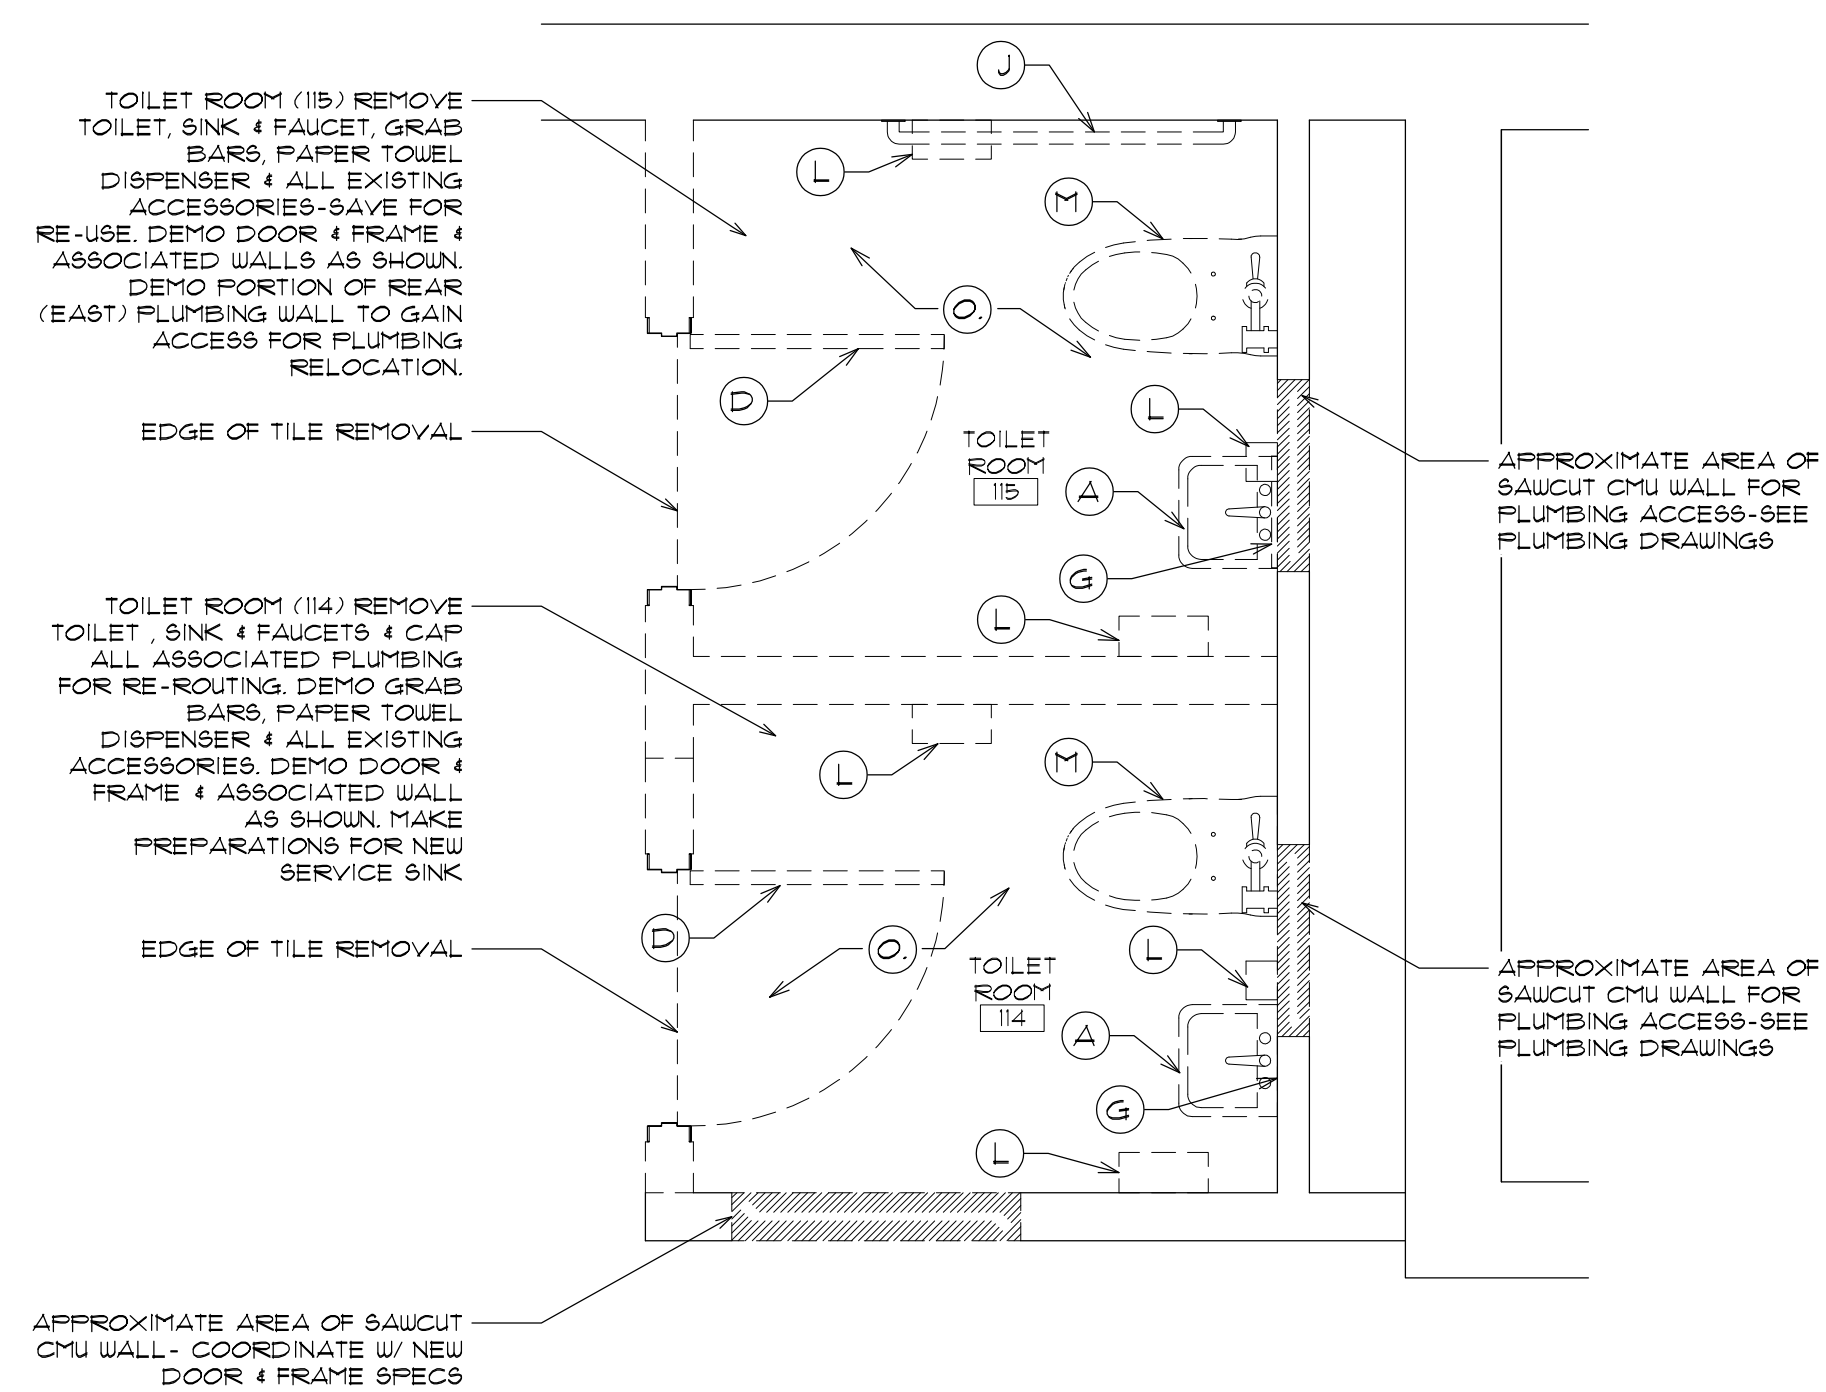 J
TOILET ROOM (115) REMOVE
TOILET, SINK & FAUCET, GRAB
BARS, PAPER TOWEL
DISPENSER & ALL EXISTING
ACCESSORIES-SAVE FOR
RE-USE. DEMO DOOR & FRAME &
ASSOCIATED WALLS AS SHOWN.
DEMO PORTION OF REAR
(EAST) PLUMBING WALL TO GAIN
ACCESS FOR PLUMBING
RELOCATION.
L
M
O.
D
L
EDGE OF TILE REMOVAL
TOILET
ROOM
115
A
G
L
APPROXIMATE AREA OF
SAWCUT CMU WALL FOR
PLUMBING ACCESS-SEE
PLUMBING DRAWINGS
TOILET ROOM (114) REMOVE
TOILET , SINK & FAUCETS & CAP
ALL ASSOCIATED PLUMBING
FOR RE-ROUTING. DEMO GRAB
BARS, PAPER TOWEL
DISPENSER & ALL EXISTING
ACCESSORIES. DEMO DOOR &
FRAME & ASSOCIATED WALL
AS SHOWN. MAKE
PREPARATIONS FOR NEW
SERVICE SINK
L
M
D
O.
L
EDGE OF TILE REMOVAL
TOILET
ROOM
114
A
G
L
APPROXIMATE AREA OF
SAWCUT CMU WALL FOR
PLUMBING ACCESS-SEE
PLUMBING DRAWINGS
APPROXIMATE AREA OF SAWCUT
CMU WALL- COORDINATE W/ NEW
DOOR & FRAME SPECS